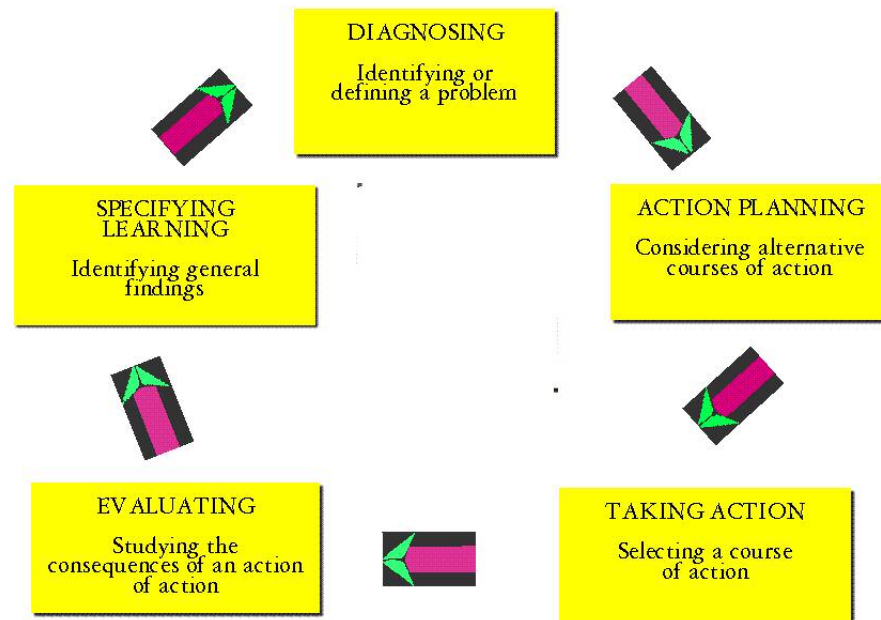 DIAGNOSING
Identifying or
defining a problem
SPECIFYING
LEARNING
Identifying general
findings
ACTION PLANNING
Considering alternative
courses of action
EVALUATING
Studying the
consequences of an action
of action
TAKING ACTION
Selecting a course
of action